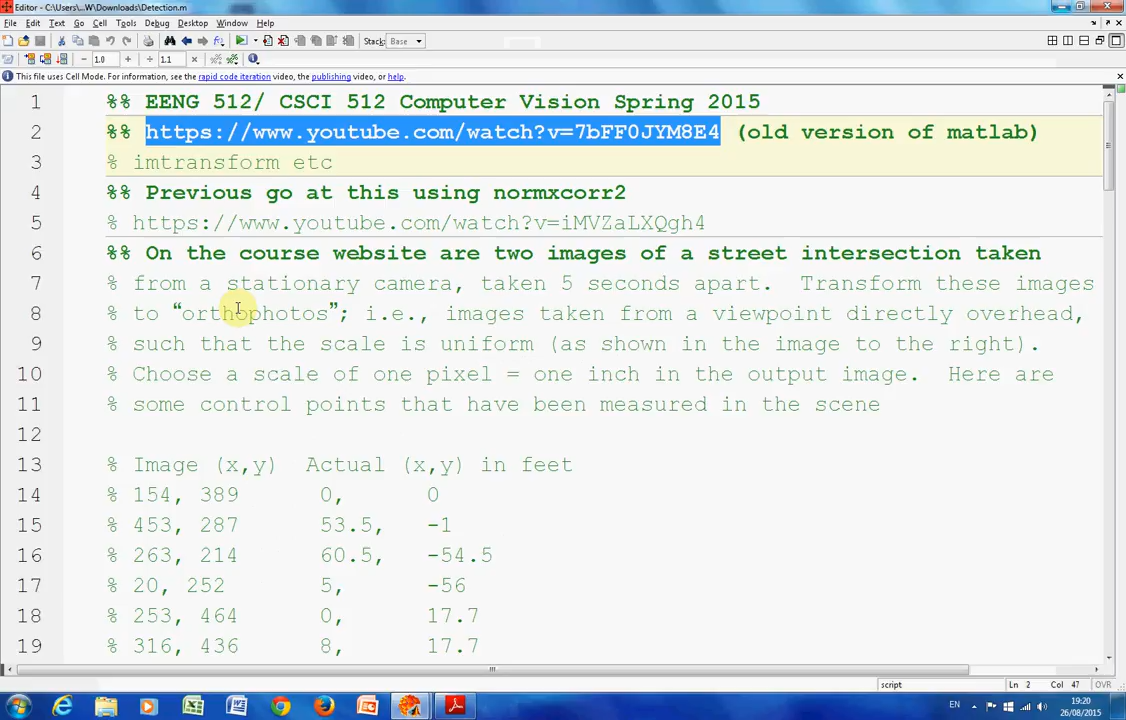 Editor - C:\Users\...W\Downloads\Detection.m
File Edit Text Go Cell Tools Debug Desktop Window Help
Stack: Base
− 1.0 + ÷ 1.1 ×
This file uses Cell Mode. For information, see the rapid code iteration video, the publishing video, or help.
1 %% EENG 512/ CSCI 512 Computer Vision Spring 2015
2 %% https://www.youtube.com/watch?v=7bFF0JYM8E4 (old version of matlab)
3 % imtransform etc
4 %% Previous go at this using normxcorr2
5 % https://www.youtube.com/watch?v=iMVZaLXQgh4
6 %% On the course website are two images of a street intersection taken
7 % from a stationary camera, taken 5 seconds apart. Transform these images
8 % to “orthophotos”; i.e., images taken from a viewpoint directly overhead,
9 % such that the scale is uniform (as shown in the image to the right).
10 % Choose a scale of one pixel = one inch in the output image. Here are
11 % some control points that have been measured in the scene
12
13 % Image (x,y) Actual (x,y) in feet
14 % 154, 389 0, 0
15 % 453, 287 53.5, -1
16 % 263, 214 60.5, -54.5
17 % 20, 252 5, -56
18 % 253, 464 0, 17.7
19 % 316, 436 8, 17.7
script Ln 2 Col 47 OVR
EN 19:20
26/08/2015